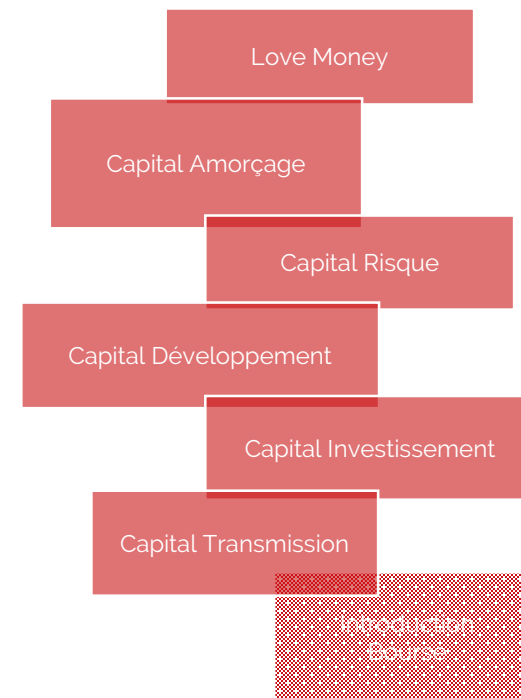 Love Money
Capital Amorçage
Capital Risque
Capital Développement
Capital Investissement
Capital Transmission
Introduction
Bourse